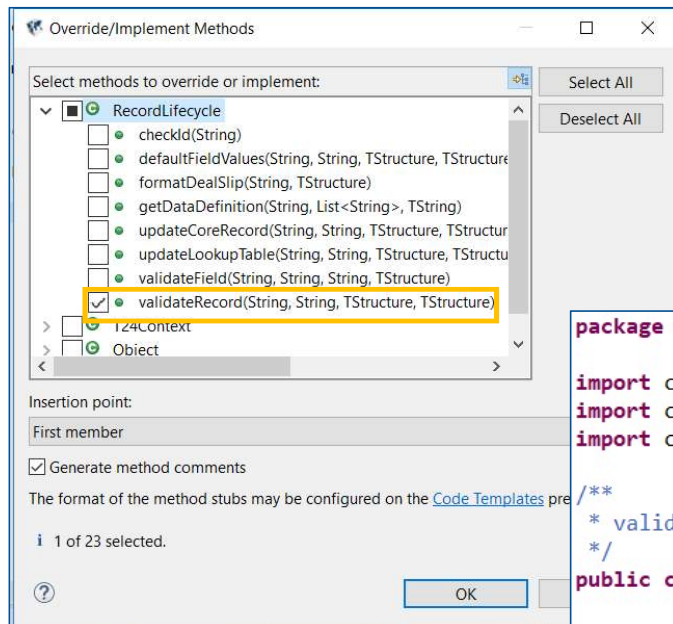 Override/Implement Methods
Select methods to override or implement:
Select All
Deselect All
RecordLifecycle
checkId(String)
defaultFieldValues(String, String, TStructure, TStructure
formatDealSlip(String, TStructure)
getDataDefinition(String, List<String>, TString)
updateCoreRecord(String, String, TStructure, TStructur
updateLookupTable(String, String, TStructure, TStructu
validateField(String, String, String, TStructure)
validateRecord(String, String, TStructure, TStructure)
T24Context
Object
Insertion point:
First member
Generate method comments
The format of the method stubs may be configured on the Code Templates pre
1 of 23 selected.
OK
package
import c
import c
import c
/**
* valid
*/
public c